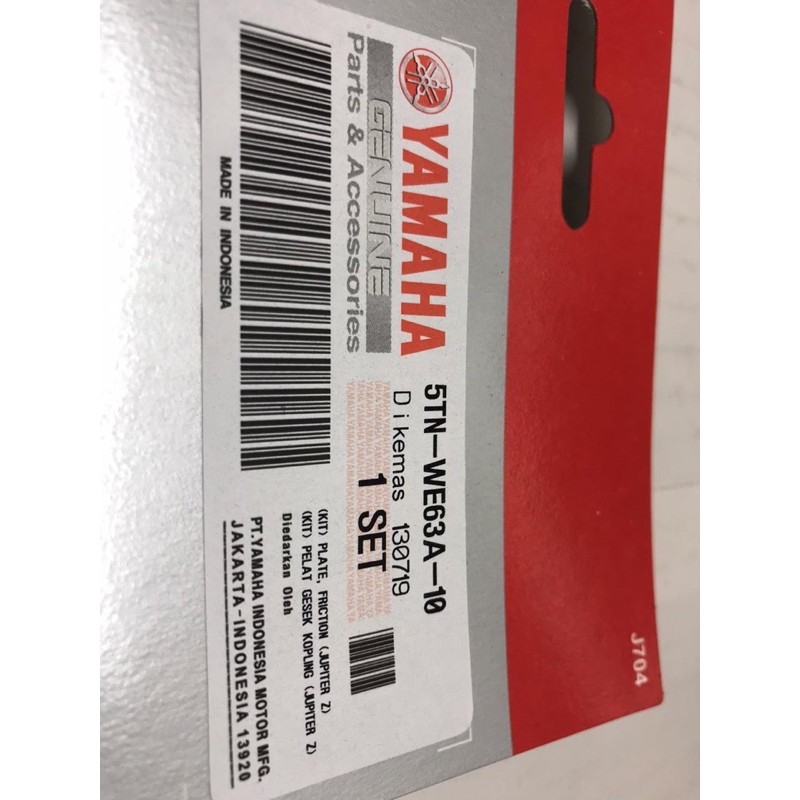 YAMAHA
GENUINE
Parts & Accessories
MADE IN INDONESIA
5TN-WE63A-10
Dikemas 130719
1 SET
(KIT) PLATE, FRICTION (JUPITER Z)
(KIT) PELAT GESEK KOPLING (JUPITER Z)
Diedarkan Oleh
PT.YAMAHA INDONESIA MOTOR MFG.
JAKARTA-INDONESIA 13920
J704